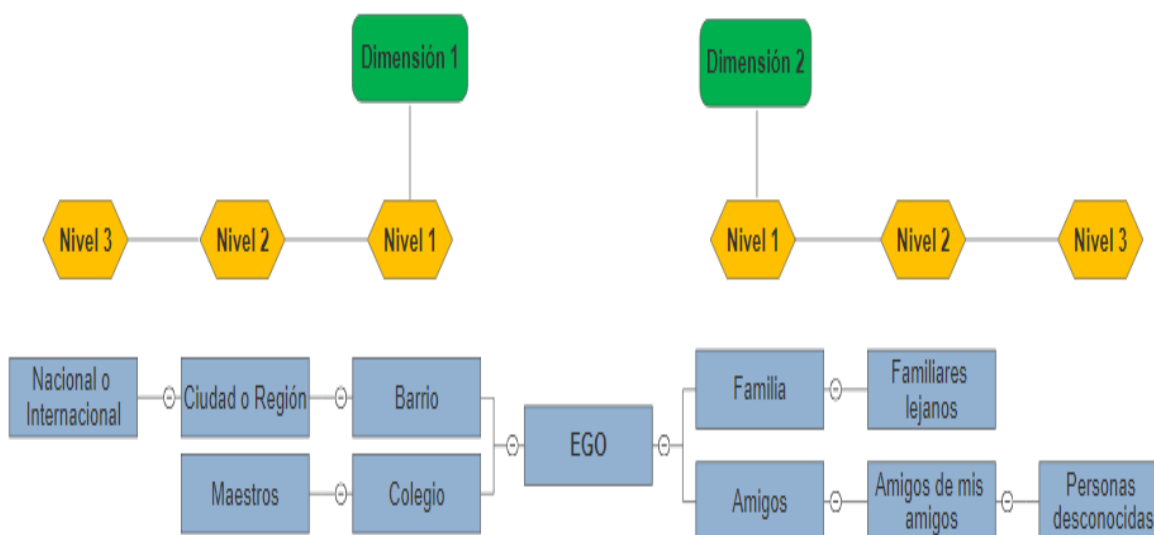 Dimensión 1
Dimensión 2
Nivel 3
Nivel 2
Nivel 1
Nivel 1
Nivel 2
Nivel 3
Nacional o
Internacional
Ciudad o Región
Barrio
Maestros
Colegio
EGO
Familia
Familiares
lejanos
Amigos
Amigos de mis
amigos
Personas
desconocidas